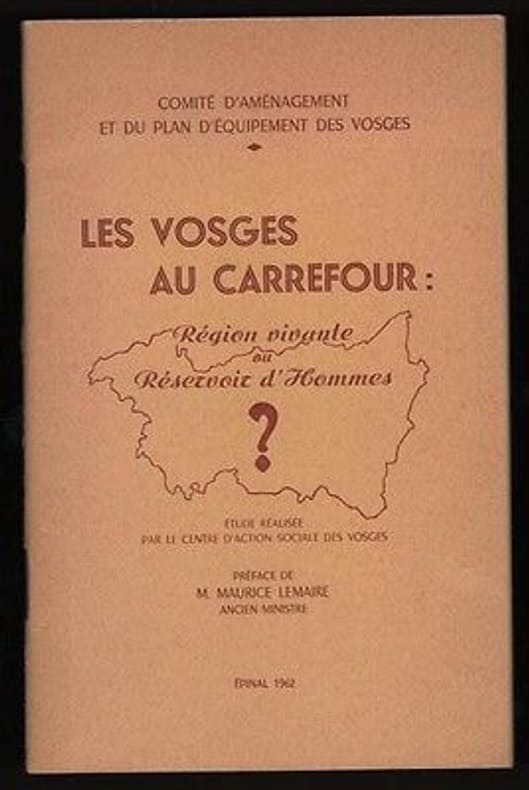 COMITÉ D'AMÉNAGEMENT
ET DU PLAN D'ÉQUIPEMENT DES VOSGES
LES VOSGES
AU CARREFOUR :
Région vivante
ou
Réservoir d'Hommes
?
ÉTUDE RÉALISÉE
PAR LE CENTRE D'ACTION SOCIALE DES VOSGES
PRÉFACE DE
M. MAURICE LEMAIRE
ANCIEN MINISTRE
ÉPINAL 1962